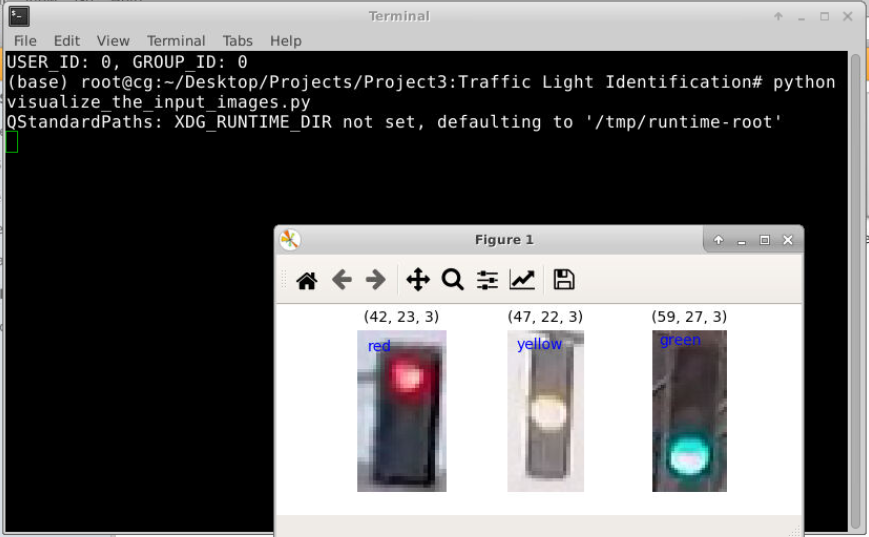 Terminal
File Edit View Terminal Tabs Help
USER_ID: 0, GROUP_ID: 0
(base) root@cg:~/Desktop/Projects/Project3:Traffic Light Identification# python
visualize_the_input_images.py
QStandardPaths: XDG_RUNTIME_DIR not set, defaulting to '/tmp/runtime-root'
Figure 1
(42, 23, 3) (47, 22, 3) (59, 27, 3)
red yellow green